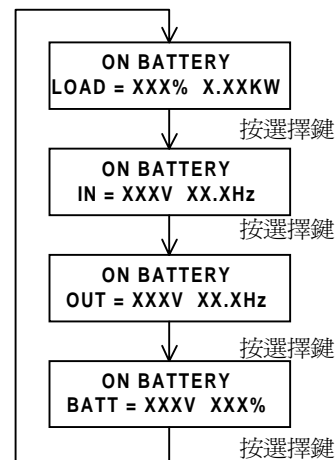 ON BATTERY
LOAD = XXX% X.XXKW
按選擇鍵
ON BATTERY
IN = XXXV XX.XHz
按選擇鍵
ON BATTERY
OUT = XXXV XX.XHz
按選擇鍵
ON BATTERY
BATT = XXXV XXX%
按選擇鍵